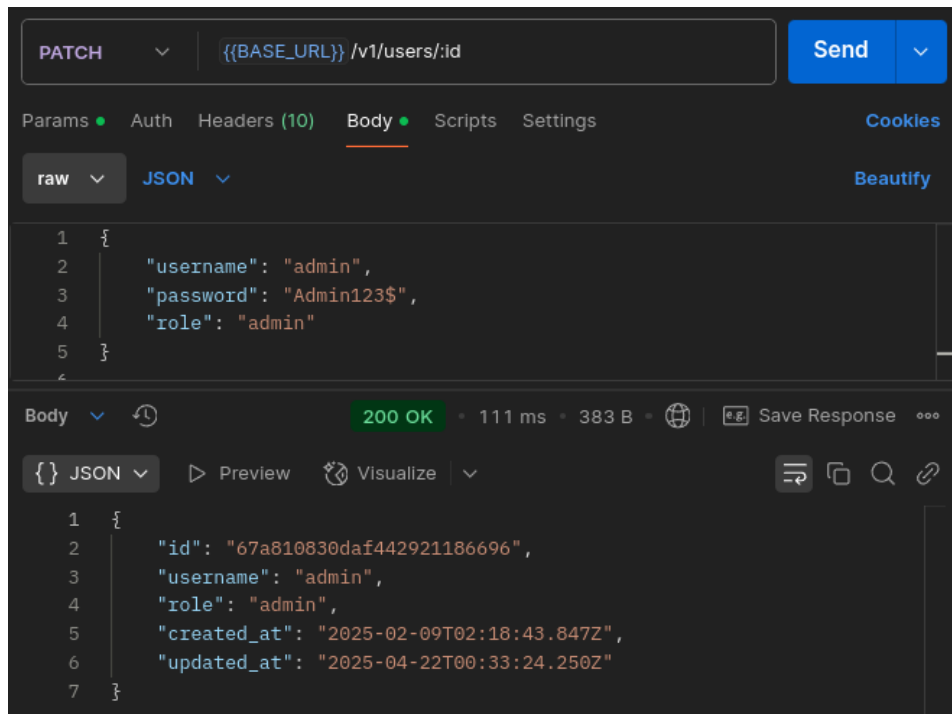 PATCH {{BASE_URL}} /v1/users/:id Send
Params Auth Headers (10) Body Scripts Settings Cookies
raw JSON Beautify
1 {
2 "username": "admin",
3 "password": "Admin123$",
4 "role": "admin"
5 }
6
Body 200 OK 111 ms 383 B e.g. Save Response
{} JSON Preview Visualize
1 {
2 "id": "67a810830daf442921186696",
3 "username": "admin",
4 "role": "admin",
5 "created_at": "2025-02-09T02:18:43.847Z",
6 "updated_at": "2025-04-22T00:33:24.250Z"
7 }